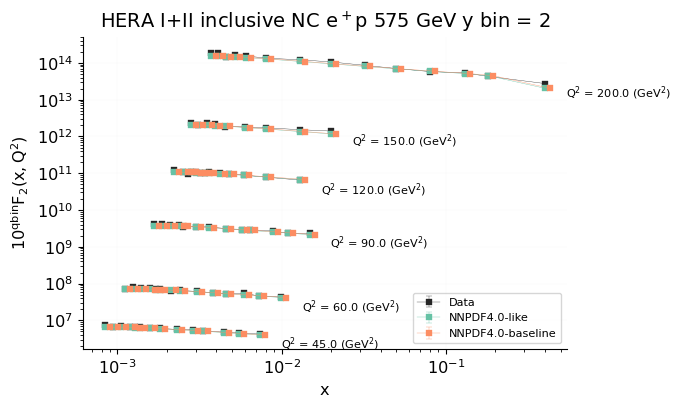 HERA I+II inclusive NC e⁺p 575 GeV y bin = 2
10^qbin F₂(x, Q²)
10¹⁴
10¹³
10¹²
10¹¹
10¹⁰
10⁹
10⁸
10⁷
Q² = 200.0 (GeV²)
Q² = 150.0 (GeV²)
Q² = 120.0 (GeV²)
Q² = 90.0 (GeV²)
Q² = 60.0 (GeV²)
Q² = 45.0 (GeV²)
Data
NNPDF4.0-like
NNPDF4.0-baseline
10⁻³
10⁻²
10⁻¹
x